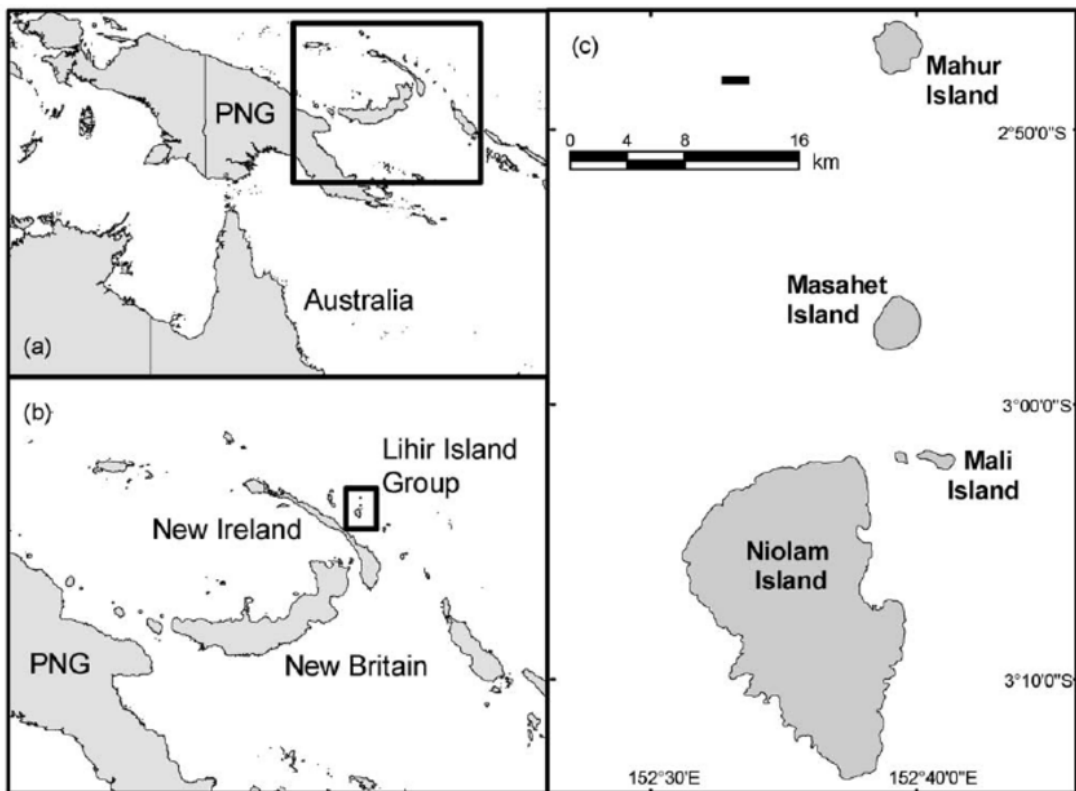 PNG
Australia
(a)
(b)
Lihir Island
Group
New Ireland
PNG
New Britain
(c)
Mahur
Island
2°50'0"S
0 4 8 16
km
Masahet
Island
3°00'0"S
Mali
Island
Niolam
Island
3°10'0"S
152°30'E
152°40'0'E